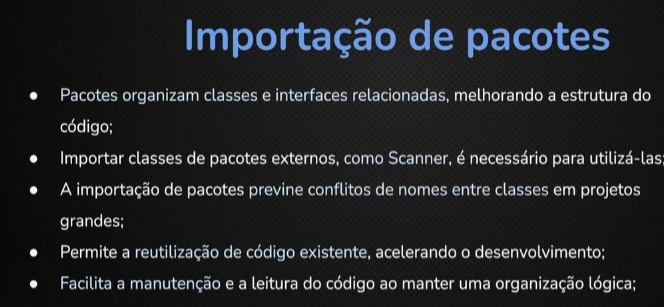 Importação de pacotes
● Pacotes organizam classes e interfaces relacionadas, melhorando a estrutura do
código;
● Importar classes de pacotes externos, como Scanner, é necessário para utilizá-las;
● A importação de pacotes previne conflitos de nomes entre classes em projetos
grandes;
● Permite a reutilização de código existente, acelerando o desenvolvimento;
● Facilita a manutenção e a leitura do código ao manter uma organização lógica;